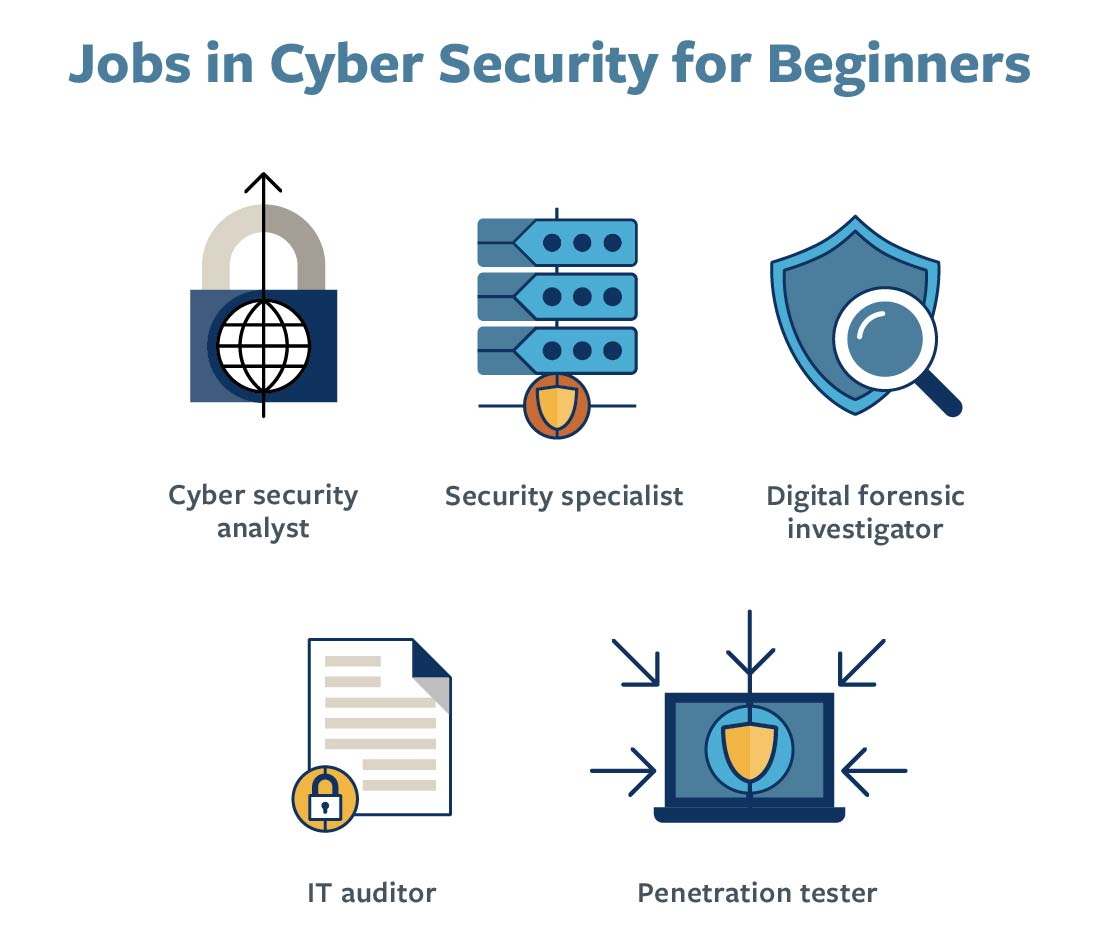 Jobs in Cyber Security for Beginners
Cyber security
analyst
Security specialist
Digital forensic
investigator
IT auditor
Penetration tester